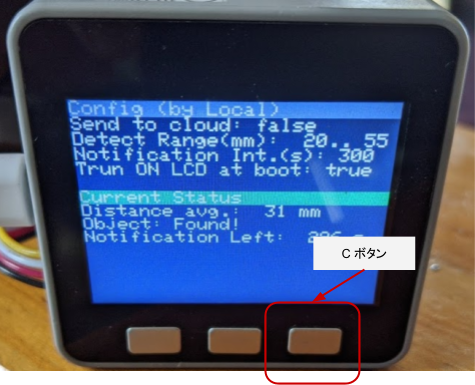 Config (by Local)
Send to cloud: false
Detect Range(mm): 20.. 55
Notification Int.(s): 300
Trun ON LCD at boot: true
Current Status
Distance avg.: 31 mm
Object: Found!
Notification Left:
C ボタン